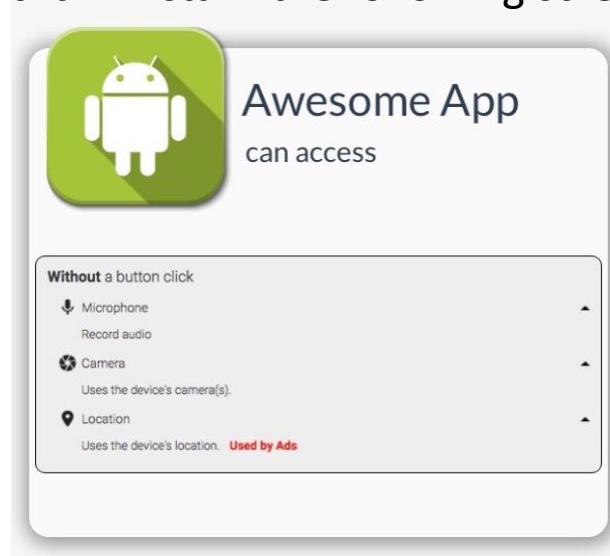 Awesome App
can access
Without a button click
Microphone
Record audio
Camera
Uses the device's camera(s).
Location
Uses the device's location. Used by Ads